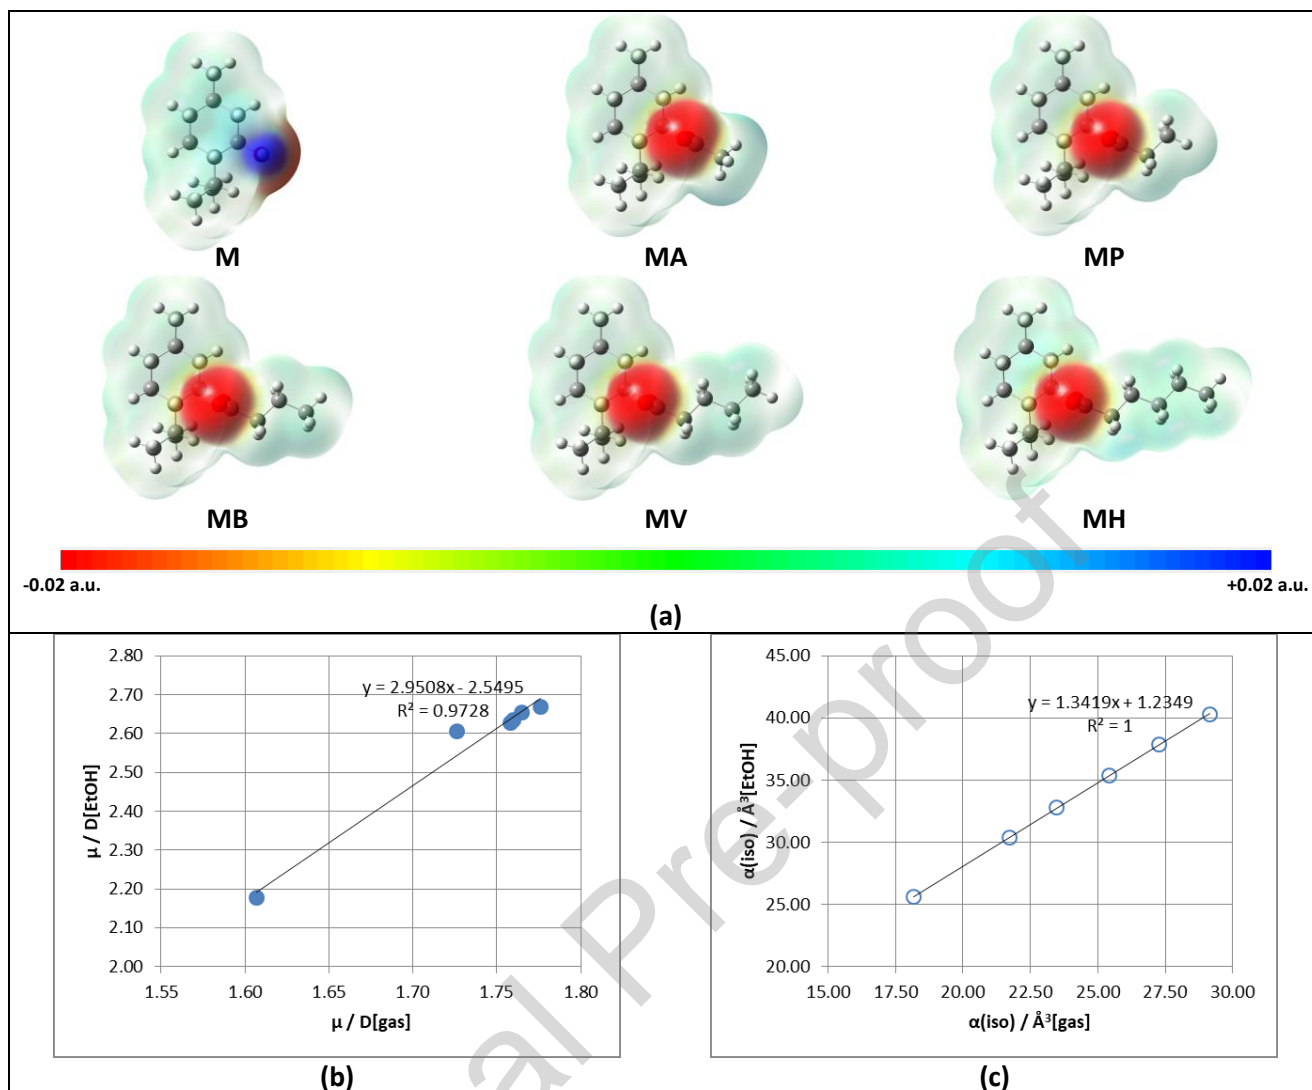 M
MA
MP
MB
MV
MH
-0.02 a.u.
+0.02 a.u.
(a)
2.80
2.70
2.60
2.50
2.40
2.30
2.20
2.10
2.00
μ / D[EtOH]
y = 2.9508x - 2.5495
R² = 0.9728
1.55
1.60
1.65
1.70
1.75
1.80
μ / D[gas]
(b)
45.00
40.00
35.00
30.00
25.00
20.00
α(iso) / Å³[EtOH]
y = 1.3419x + 1.2349
R² = 1
15.00
17.50
20.00
22.50
25.00
27.50
30.00
α(iso) / Å³[gas]
(c)
al Pre-proof